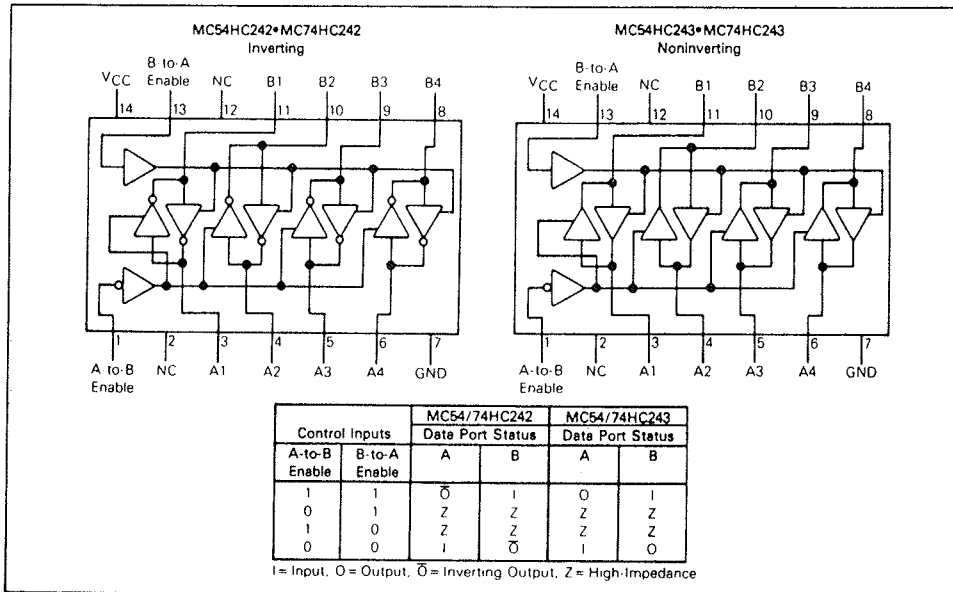 MC54HC242•MC74HC242
Inverting
VCC B-to-A Enable NC B1 B2 B3 B4
14 13 12 11 10 9 8
1 2 3 4 5 6 7
A-to-B Enable NC A1 A2 A3 A4 GND
MC54HC243•MC74HC243
Noninverting
VCC B-to-A Enable NC B1 B2 B3 B4
14 13 12 11 10 9 8
1 2 3 4 5 6 7
A-to-B Enable NC A1 A2 A3 A4 GND
Control Inputs MC54/74HC242 MC54/74HC243
Data Port Status Data Port Status
A-to-B Enable B-to-A Enable A B A B
1 1 O̅ I O I
0 1 Z Z Z Z
1 0 Z Z Z Z
0 0 I O̅ I O
I = Input, O = Output, O̅ = Inverting Output, Z = High-Impedance